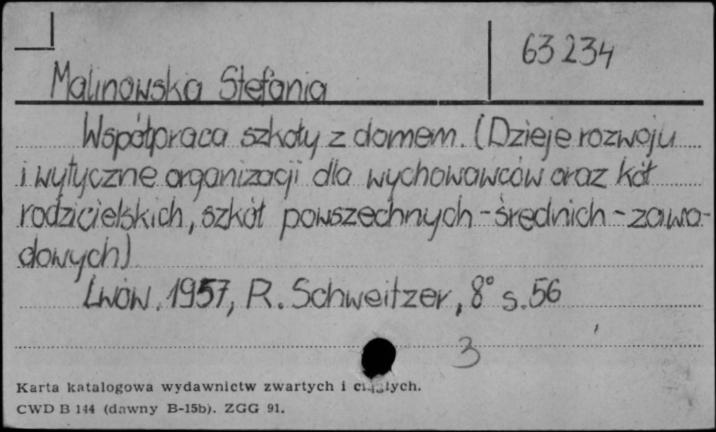 63234
Malinowska Stefania
Współpraca szkoły z domem. (Dzieje rozwoju
i wytyczne organizacji dla wychowawców oraz kół
rodzicielskich, szkół powszechnych - średnich - zawo-
dowych)
Lwów, 1957, R. Schweitzer, 8° s. 56
3
Karta katalogowa wydawnictw zwartych i ciągłych.
CWD B 144 (dawny B-15b). ZGG 91.